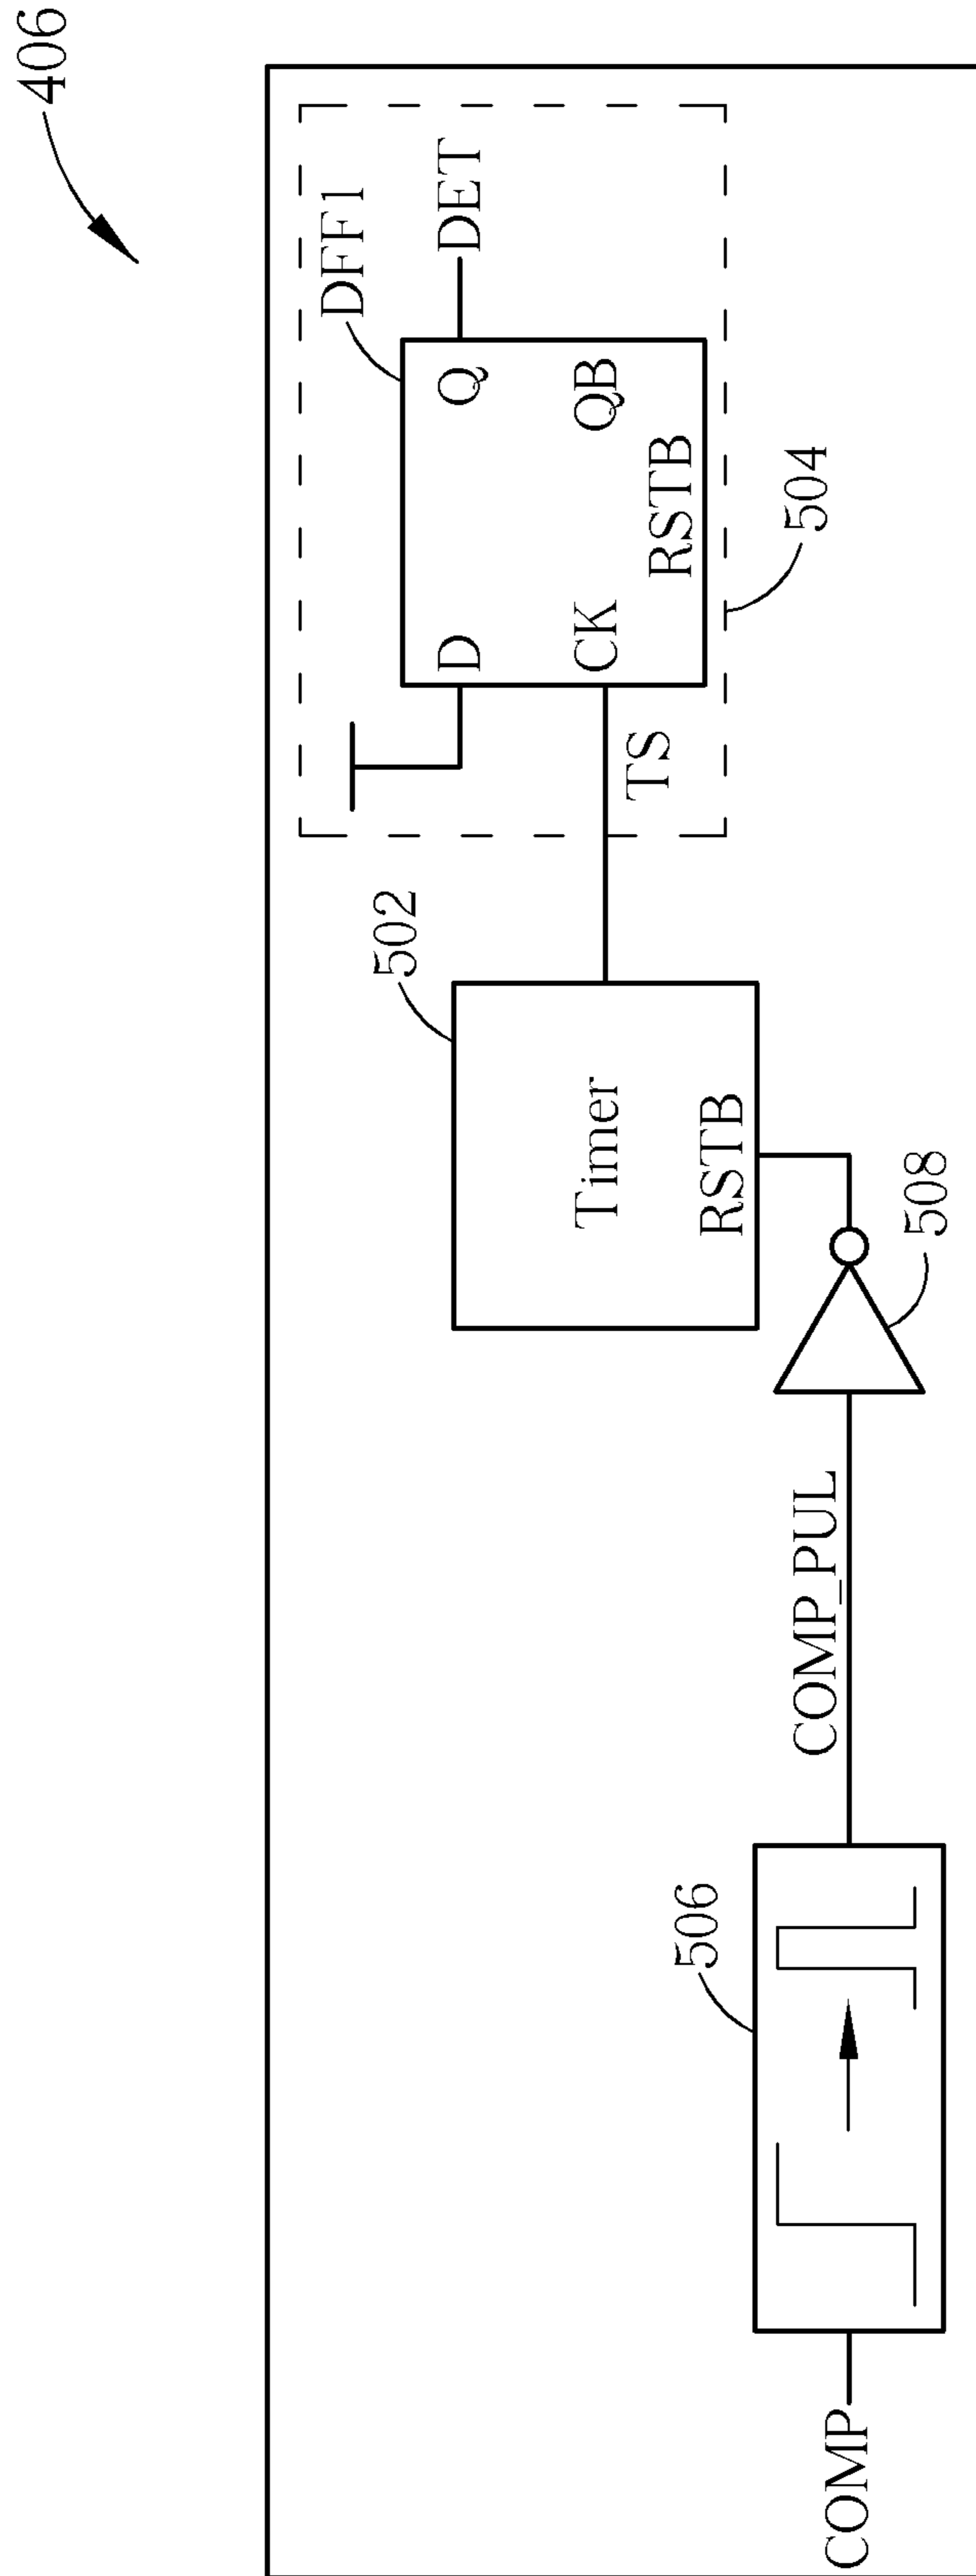 406
DFF1
D
Q
DET
CK
QB
RSTB
TS
504
502
Timer
RSTB
508
506
COMP_PUL
COMP